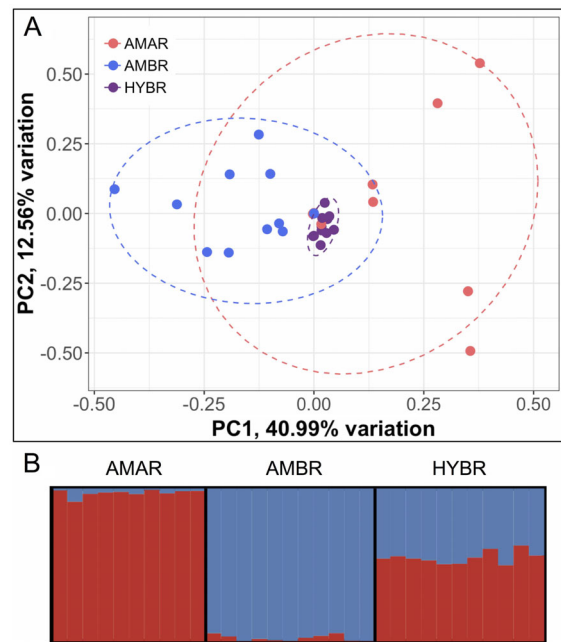 A
AMAR
AMBR
HYBR
0.50
0.25
0.00
-0.25
-0.50
PC2, 12.56% variation
-0.50 -0.25 0.00 0.25 0.50
PC1, 40.99% variation
B
AMAR AMBR HYBR